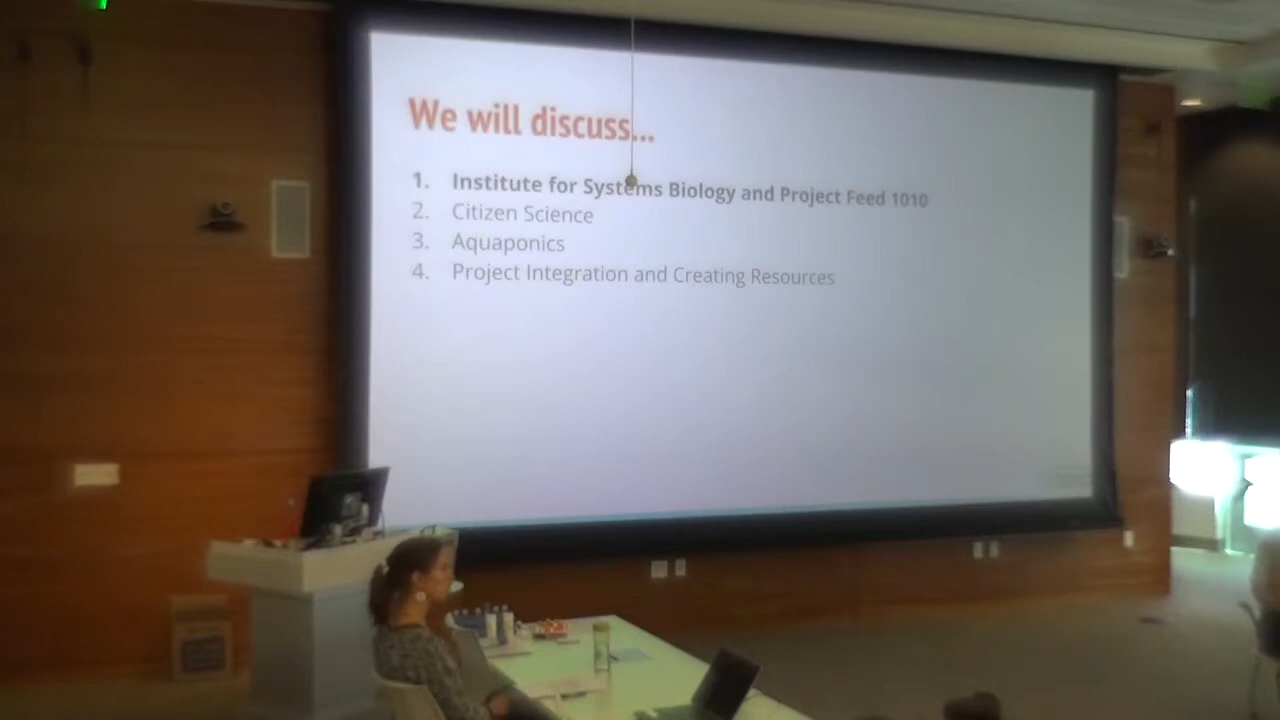 We will discuss...
1. Institute for Systems Biology and Project Feed 1010
2. Citizen Science
3. Aquaponics
4. Project Integration and Creating Resources